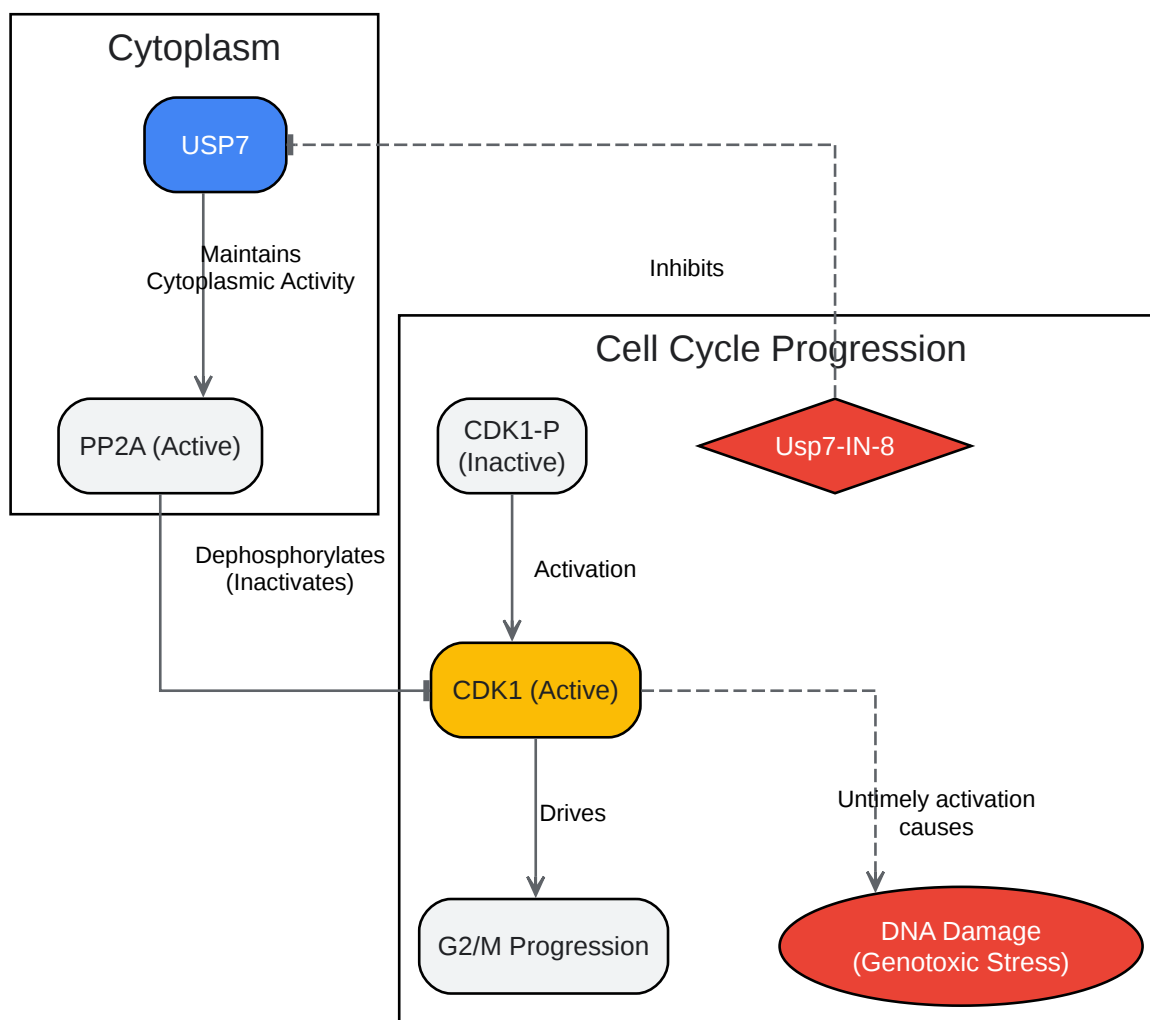 Cytoplasm
USP7
Maintains
Cytoplasmic Activity
Inhibits
Cell Cycle Progression
PP2A (Active)
CDK1-P
(Inactive)
Usp7-IN-8
Dephosphorylates
(Inactivates)
Activation
CDK1 (Active)
Drives
Untimely activation
causes
G2/M Progression
DNA Damage
(Genotoxic Stress)